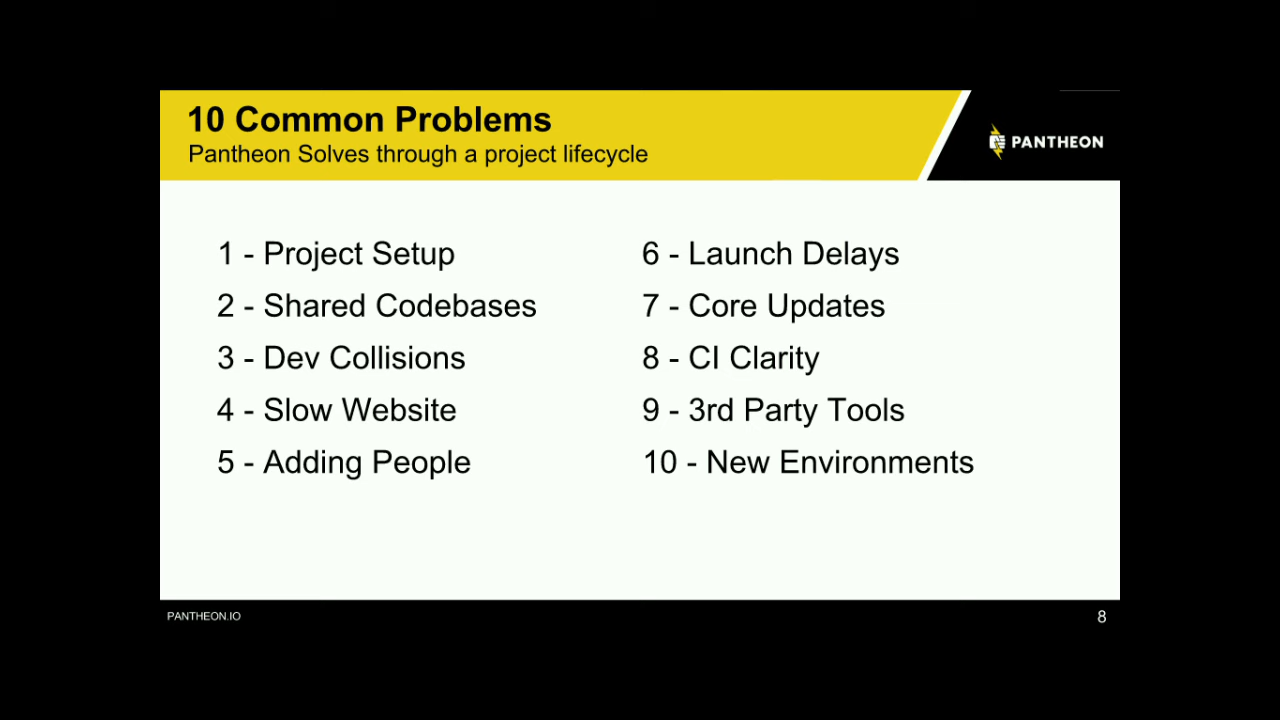 10 Common Problems
Pantheon Solves through a project lifecycle
PANTHEON
1 - Project Setup
2 - Shared Codebases
3 - Dev Collisions
4 - Slow Website
5 - Adding People
6 - Launch Delays
7 - Core Updates
8 - CI Clarity
9 - 3rd Party Tools
10 - New Environments
PANTHEON.IO
8